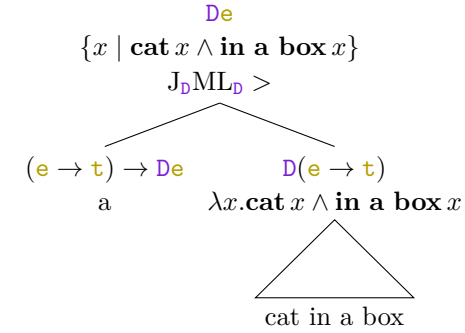 De
{x | cat x ∧ in a box x}
J_D ML_D >
(e → t) → De D(e → t)
a λx.cat x ∧ in a box x
cat in a box